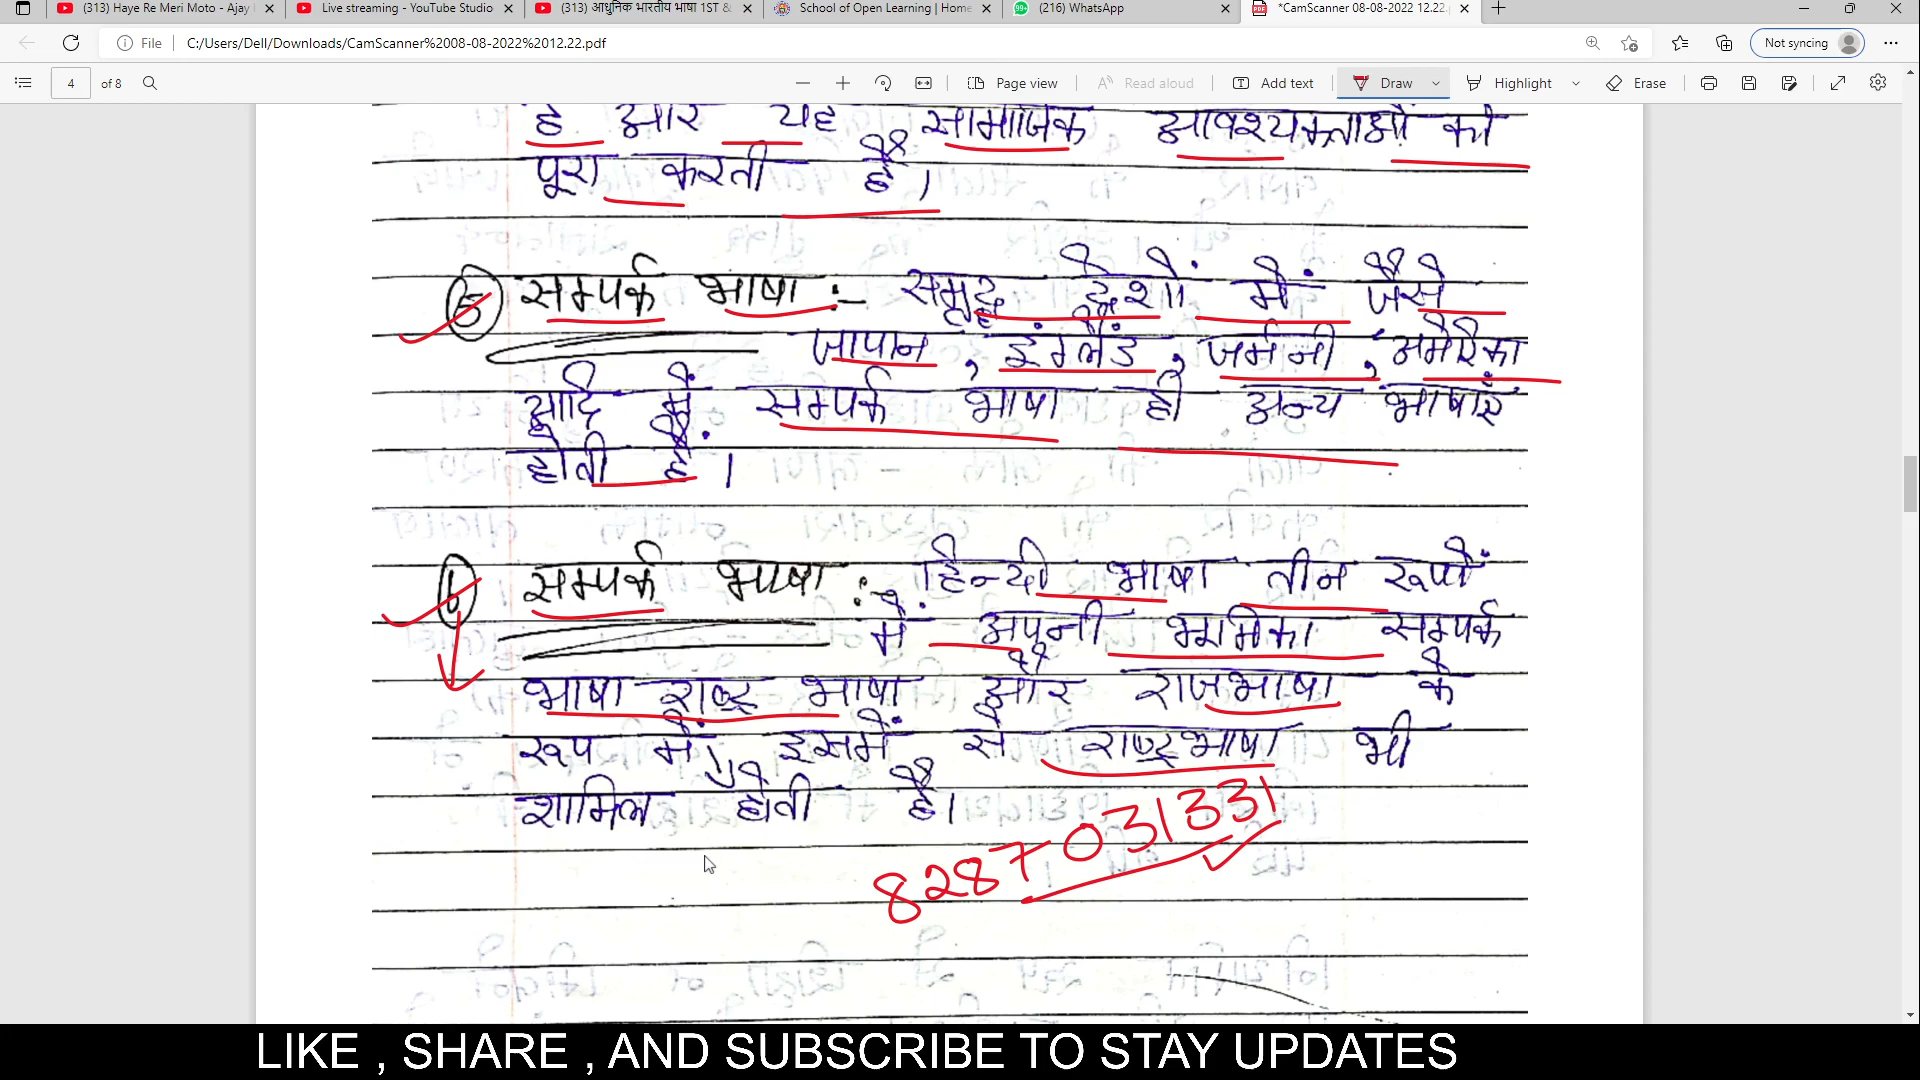 (313) Haye Re Meri Moto - Ajay
Live streaming - YouTube Studio
(313) आधुनिक भारतीय भाषा 1ST &
School of Open Learning | Home
(216) WhatsApp
*CamScanner 08-08-2022 12.22.
File C:/Users/Dell/Downloads/CamScanner%2008-08-2022%2012.22.pdf
Not syncing
4 of 8
Page view
Read aloud
Add text
Draw
Highlight
Erase
है और यह सामाजिक आवश्यक्ताओं को
पूरा करती है।
⑤ सम्पर्क भाषा :- समृद्ध देशों में जैसे
जापान , इंग्लैंड , जर्मनी , अमेरिका
आदि में सम्पर्क भाषा ही अन्य भाषाएं
होती है।
⑥ सम्पर्क भाषा :- हिन्दी भाषा तीन रूपों
में अपनी भूमिका सम्पर्क
भाषा राष्ट्र भाषा और राजभाषा के
रूप में। इसमें से राष्ट्रभाषा भी
शामिल होती है।
8287031331
LIKE , SHARE , AND SUBSCRIBE TO STAY UPDATES